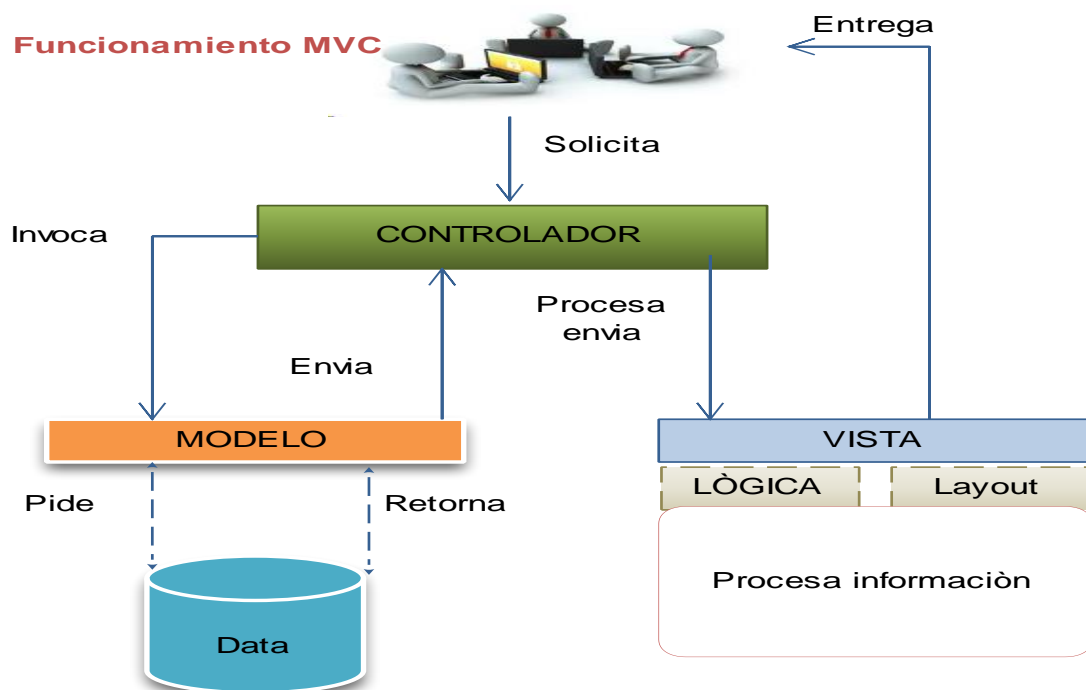 Funcionamiento MVC
Entrega
Solicita
Invoca
CONTROLADOR
Procesa
envia
Envia
MODELO
VISTA
LÒGICA
Layout
Pide
Retorna
Procesa informaciòn
Data